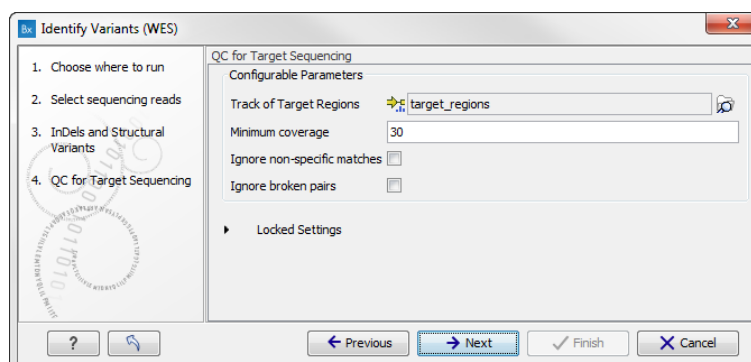 Bx Identify Variants (WES)
X
1. Choose where to run
2. Select sequencing reads
3. InDels and Structural
Variants
4. QC for Target Sequencing
QC for Target Sequencing
Configurable Parameters
Track of Target Regions target_regions
Minimum coverage 30
Ignore non-specific matches
Ignore broken pairs
Locked Settings
? Previous Next Finish Cancel